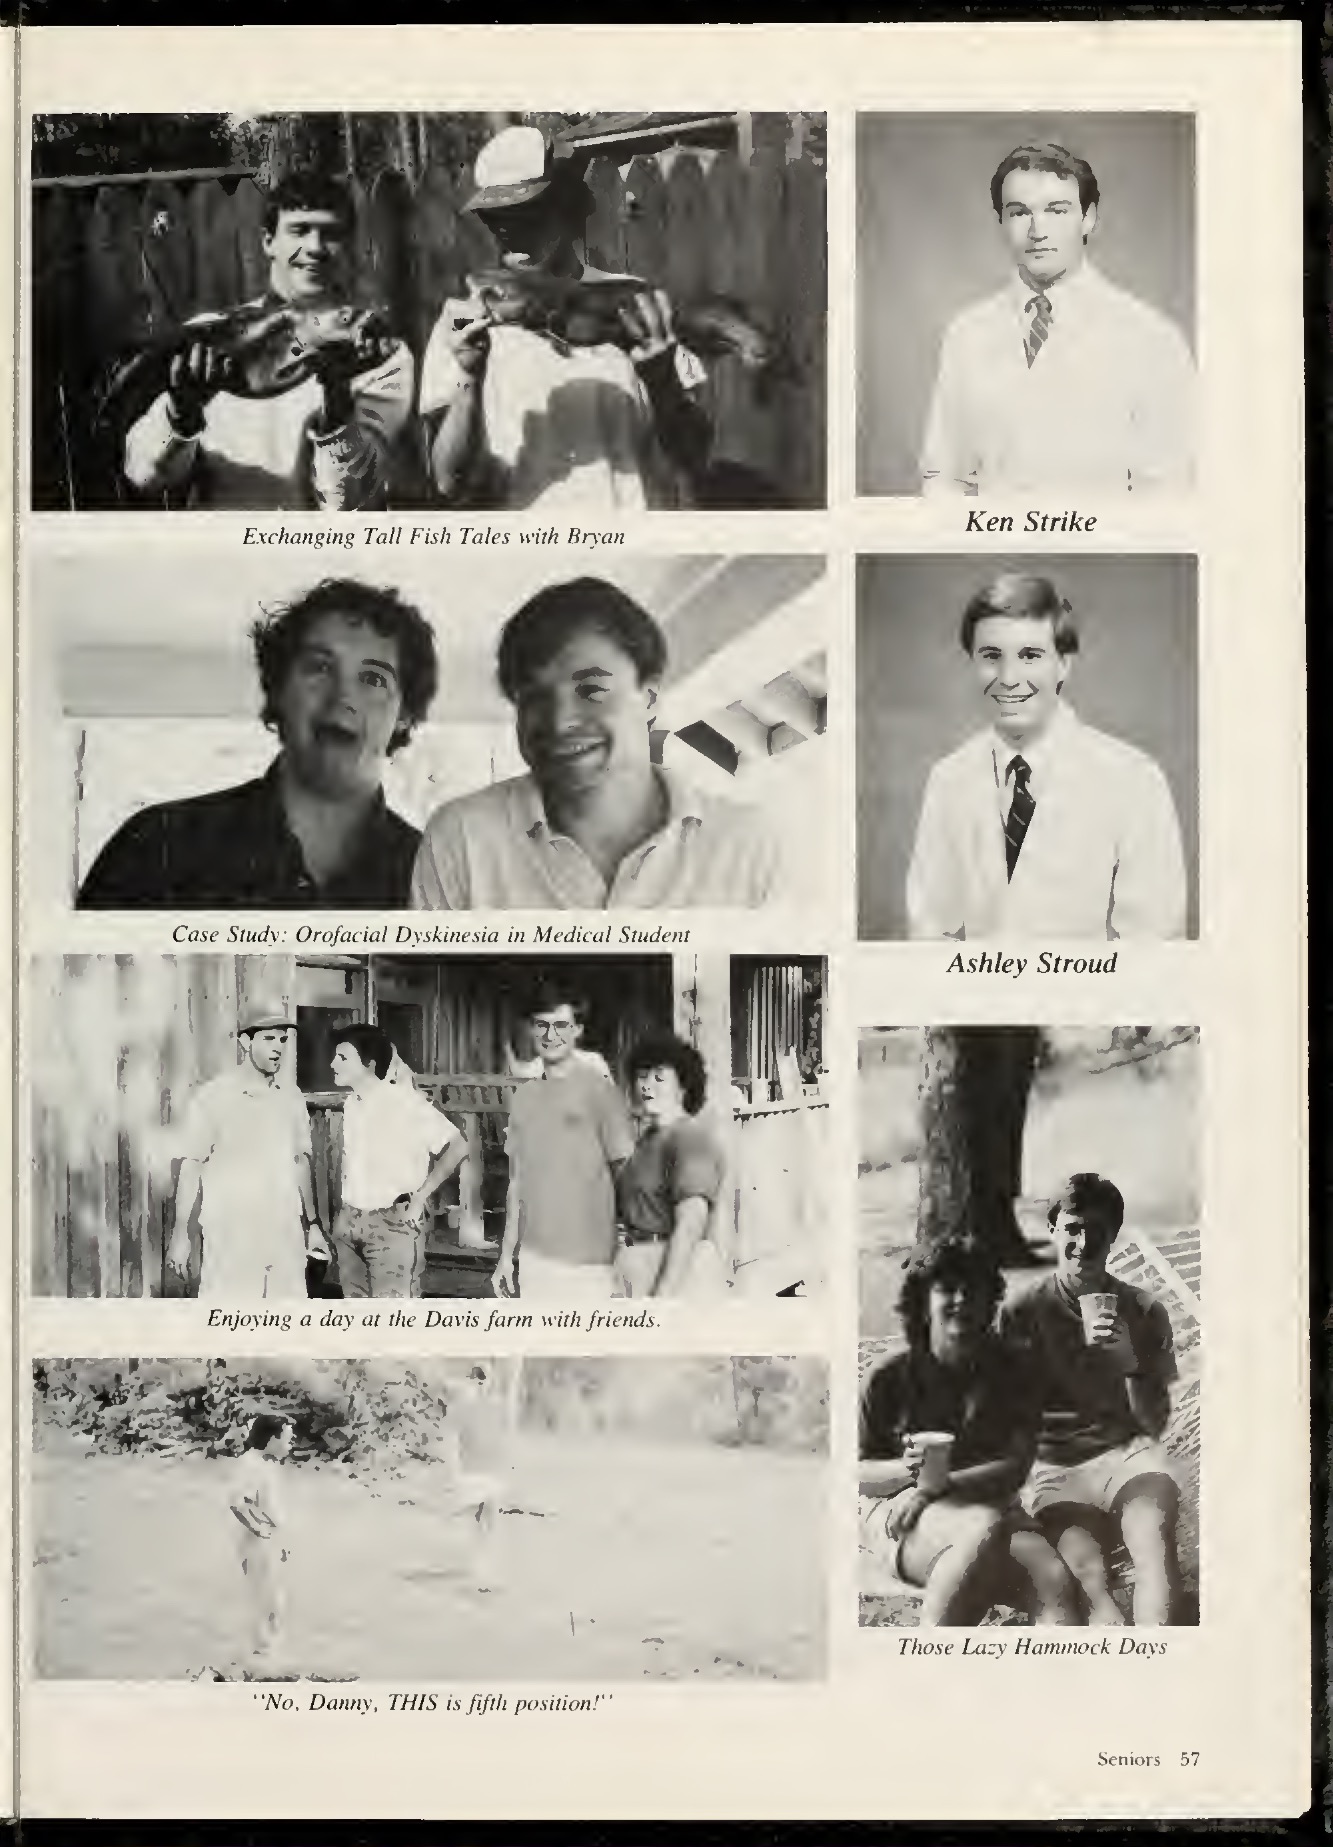 Exchanging Tall Fish Tales with Bryan
Ken Strike
Case Study: Orofacial Dyskinesia in Medical Student
Ashley Stroud
Enjoying a day at the Davis farm with friends.
Those Lazy Hammock Days
"No, Danny, THIS is fifth position!"
Seniors 57